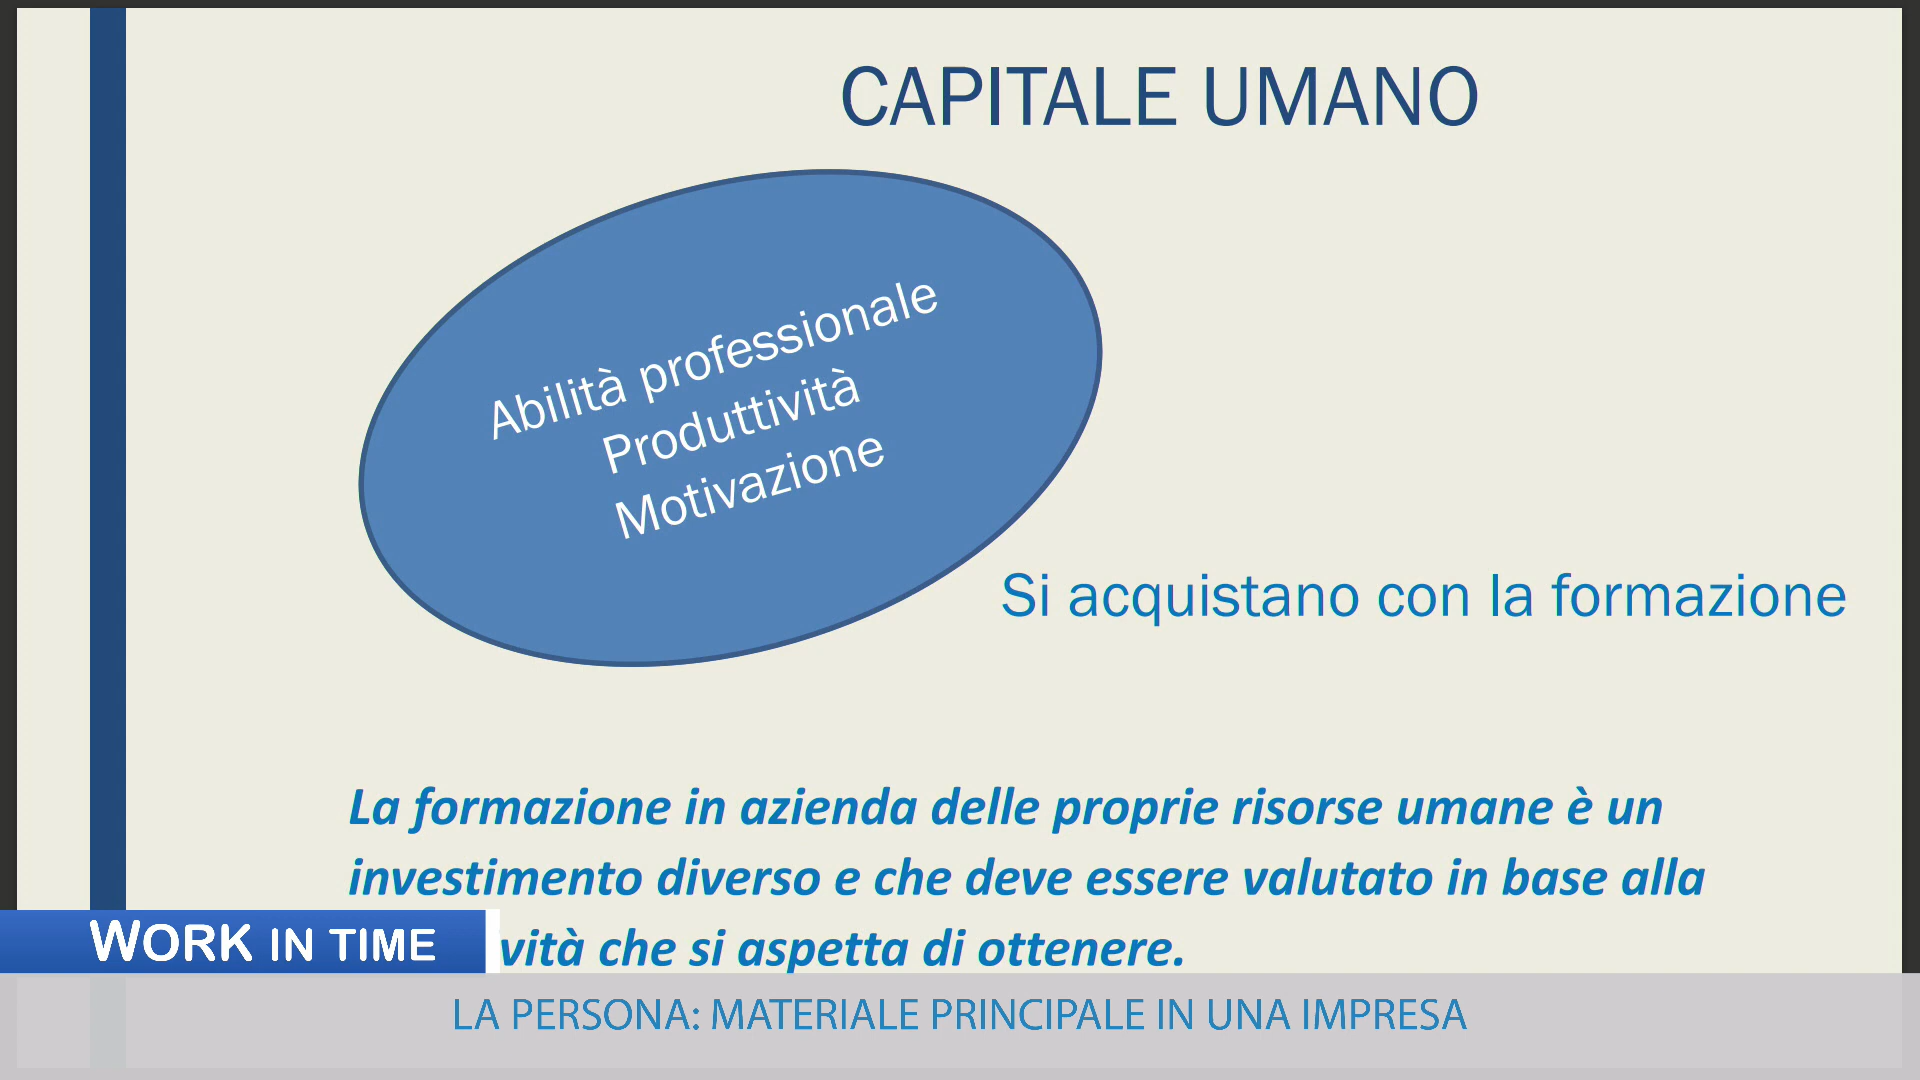 CAPITALE UMANO
Abilità professionale
Produttività
Motivazione
Si acquistano con la formazione
La formazione in azienda delle proprie risorse umane è un
investimento diverso e che deve essere valutato in base alla
che si aspetta di ottenere.
WORK IN TIME
LA PERSONA: MATERIALE PRINCIPALE IN UNA IMPRESA